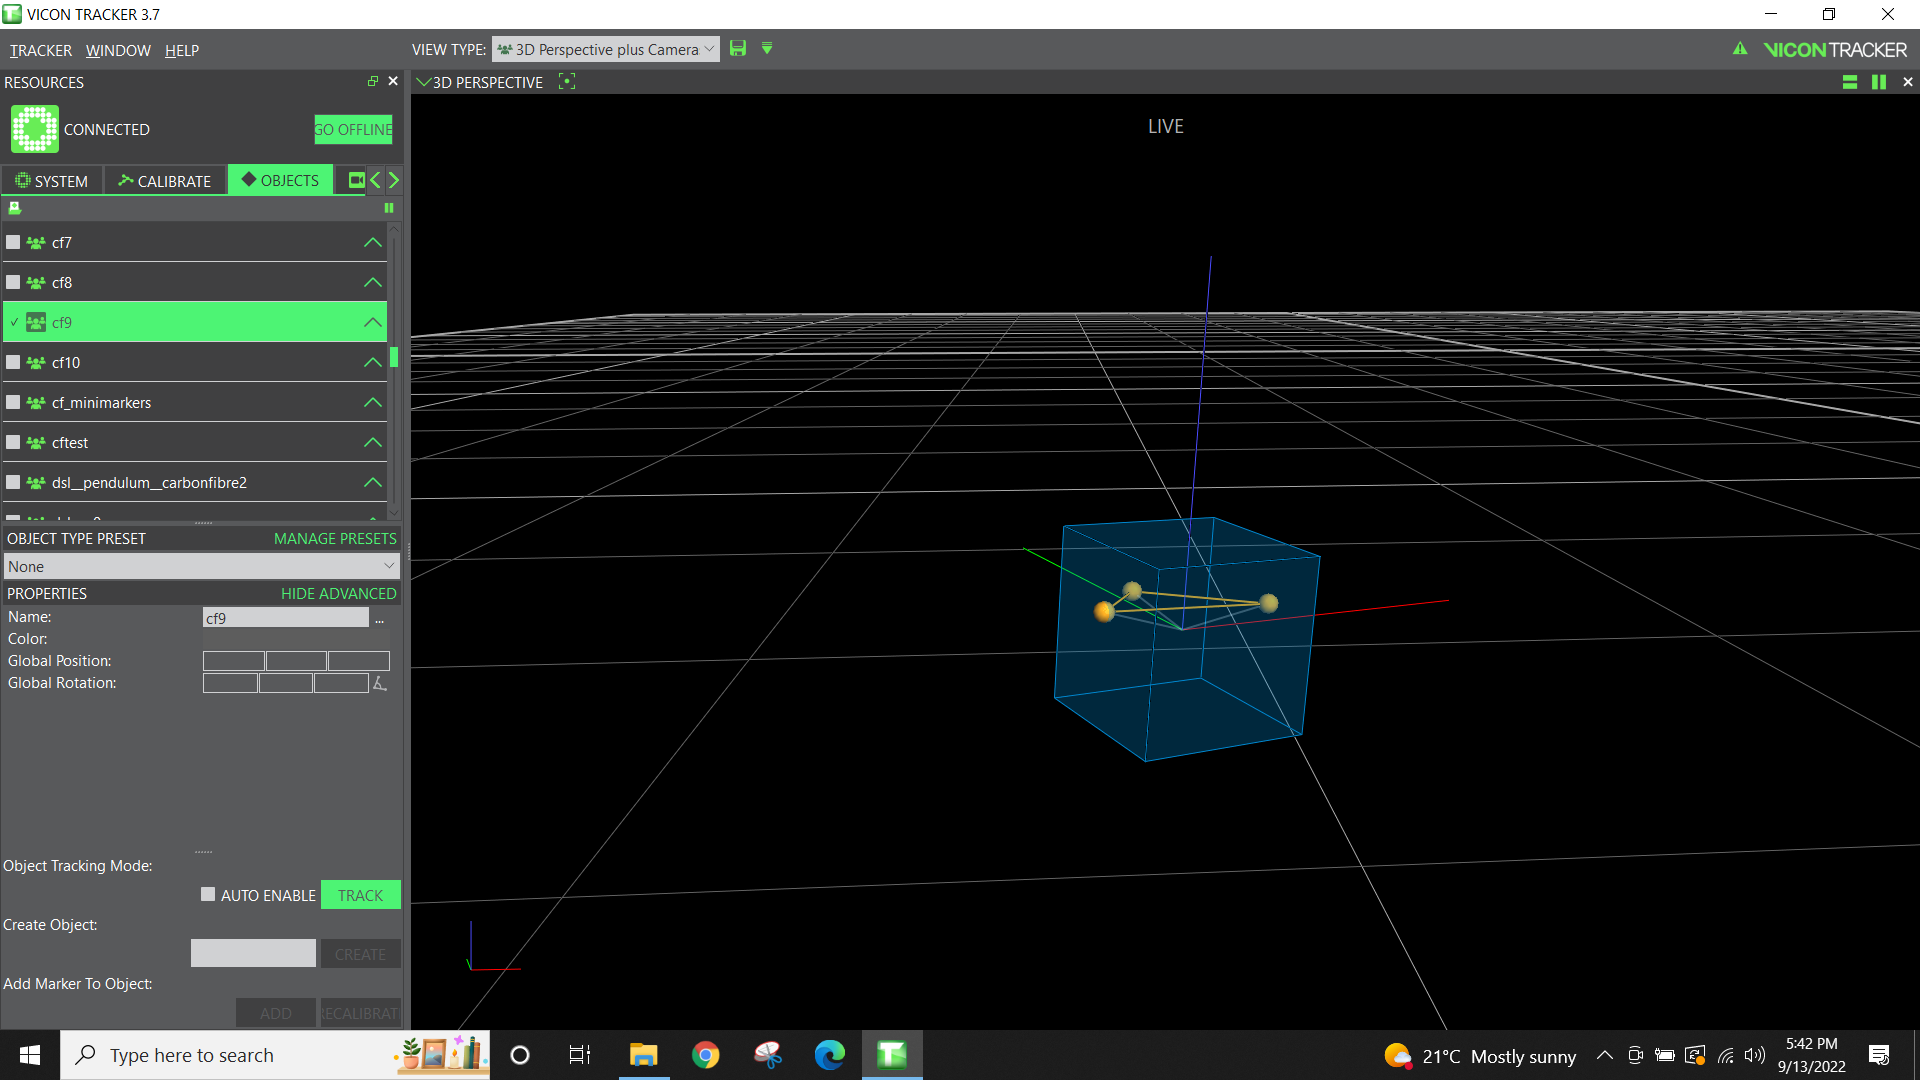 VICON TRACKER 3.7
TRACKER WINDOW HELP
VIEW TYPE: 3D Perspective plus Camera
VICON TRACKER
RESOURCES
3D PERSPECTIVE
LIVE
CONNECTED
GO OFFLINE
SYSTEM CALIBRATE OBJECTS
cf7
cf8
cf9
cf10
cf_minimarkers
cftest
dsl__pendulum__carbonfibre2
OBJECT TYPE PRESET MANAGE PRESETS
None
PROPERTIES HIDE ADVANCED
Name: cf9 ...
Color:
Global Position:
Global Rotation:
Object Tracking Mode:
AUTO ENABLE TRACK
Create Object:
CREATE
Add Marker To Object:
ADD RECALIBRAT
Type here to search
21°C Mostly sunny
5:42 PM
9/13/2022